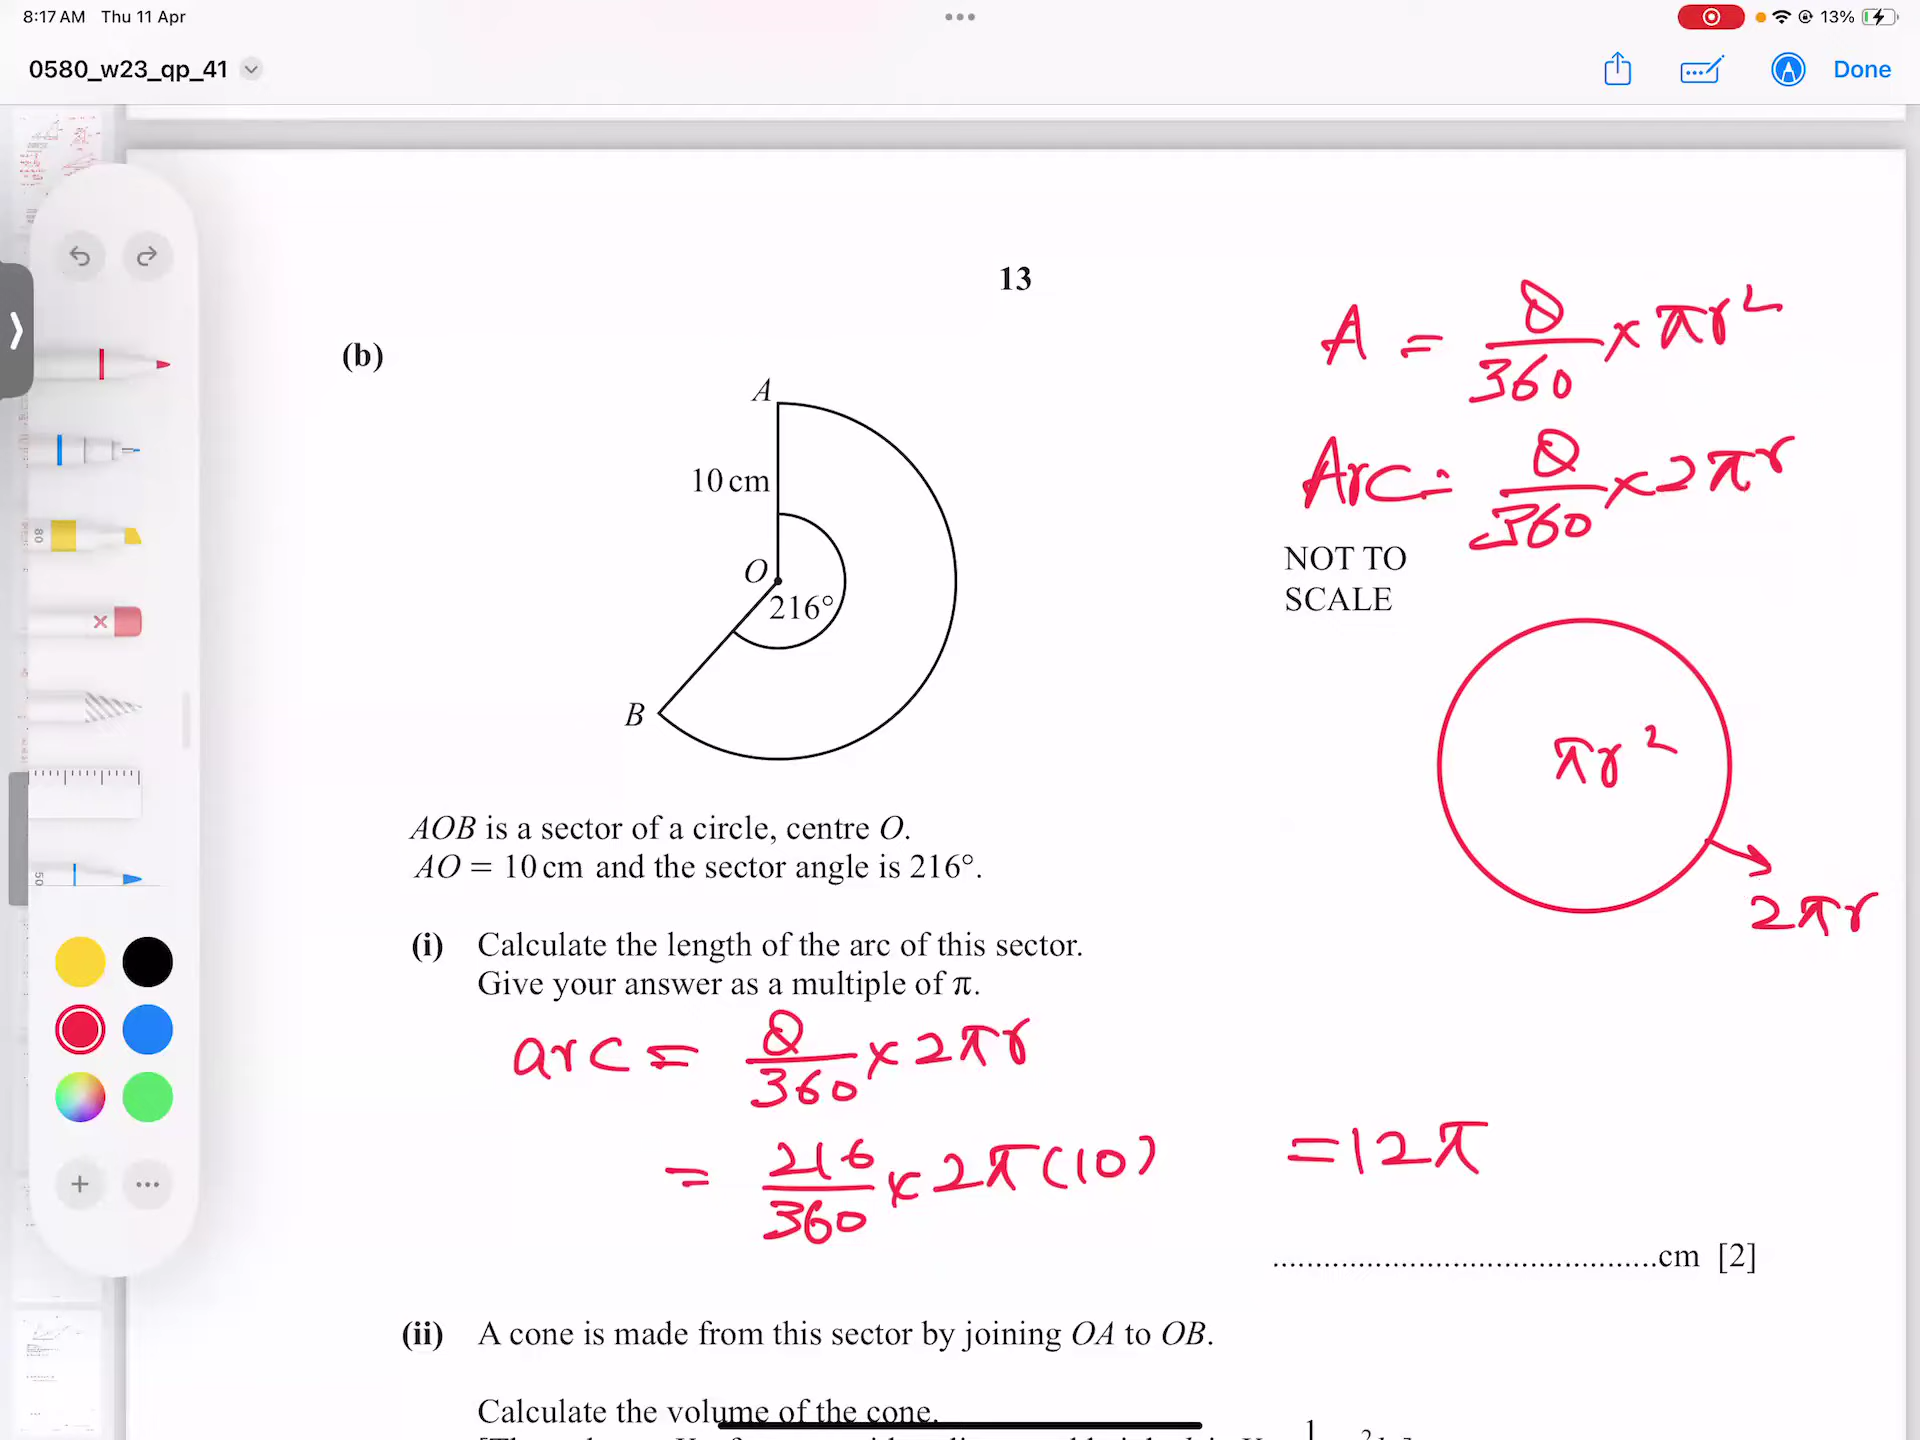 8:17 AM Thu 11 Apr
13%
0580_w23_qp_41
Done
13
A = θ/360 × πr²
(b)
A
10 cm
Arc = θ/360 × 2πr
NOT TO
SCALE
O
216°
B
πr²
2πr
AOB is a sector of a circle, centre O.
AO = 10 cm and the sector angle is 216°.
(i) Calculate the length of the arc of this sector.
Give your answer as a multiple of π.
arc = θ/360 × 2πr
= 216/360 × 2π(10) = 12π
........................................... cm [2]
(ii) A cone is made from this sector by joining OA to OB.
Calculate the volume of the cone.
80
50